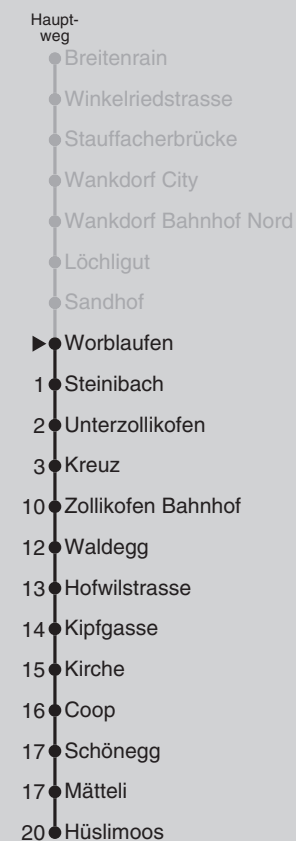 Haupt-
weg
Breitenrain
Winkelriedstrasse
Stauffacherbrücke
Wankdorf City
Wankdorf Bahnhof Nord
Löchligut
Sandhof
Worblaufen
1 Steinibach
2 Unterzollikofen
3 Kreuz
10 Zollikofen Bahnhof
12 Waldegg
13 Hofwilstrasse
14 Kipfgasse
15 Kirche
16 Coop
17 Schönegg
17 Mätteli
20 Hüslimoos